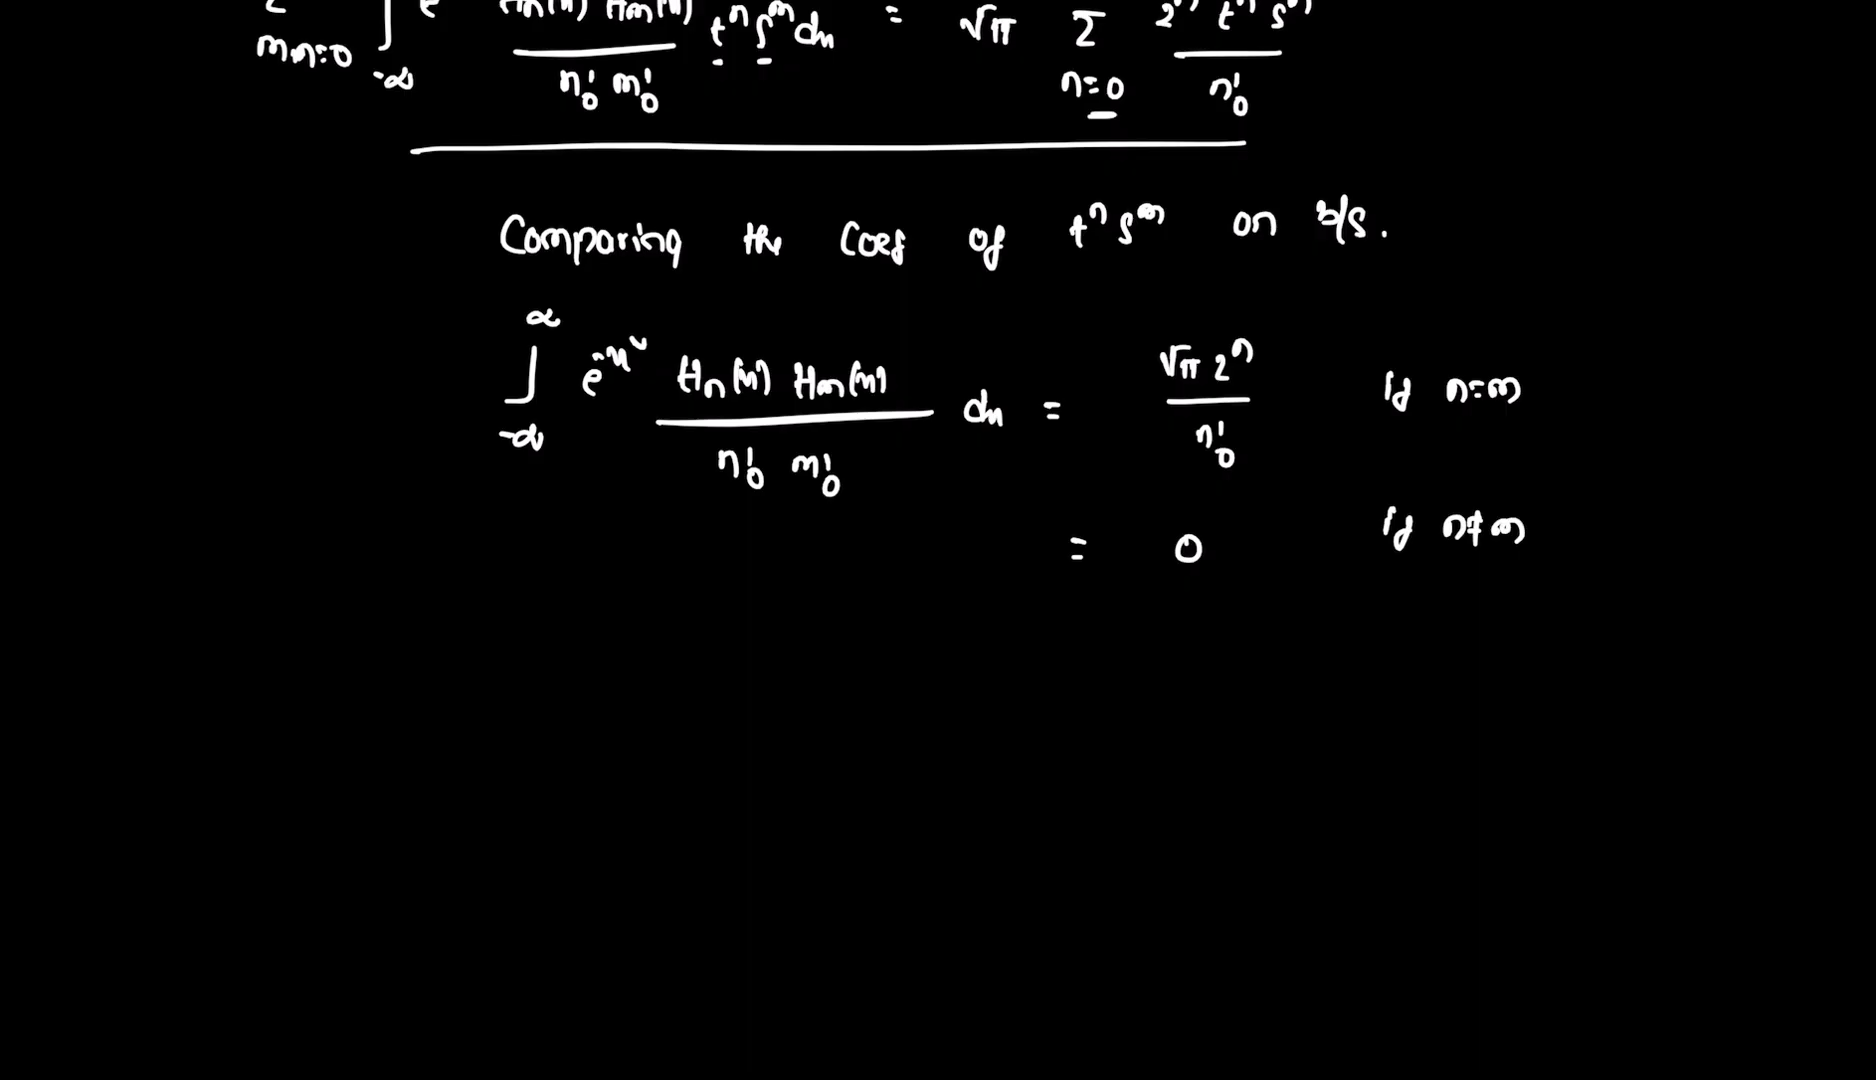 Σ ∫ e Hn(x) Hm(x) tⁿ sᵐ dx = √π Σ 2ⁿ tⁿ sⁿ
m,n=0 -∞ n! m! n=0 n!
Comparing the Coef of tⁿ sᵐ on b/s.
∞
∫ e^-x² Hn(x) Hm(x) dx = √π 2ⁿ if n=m
-∞ n! m! n!
= 0 if n≠m